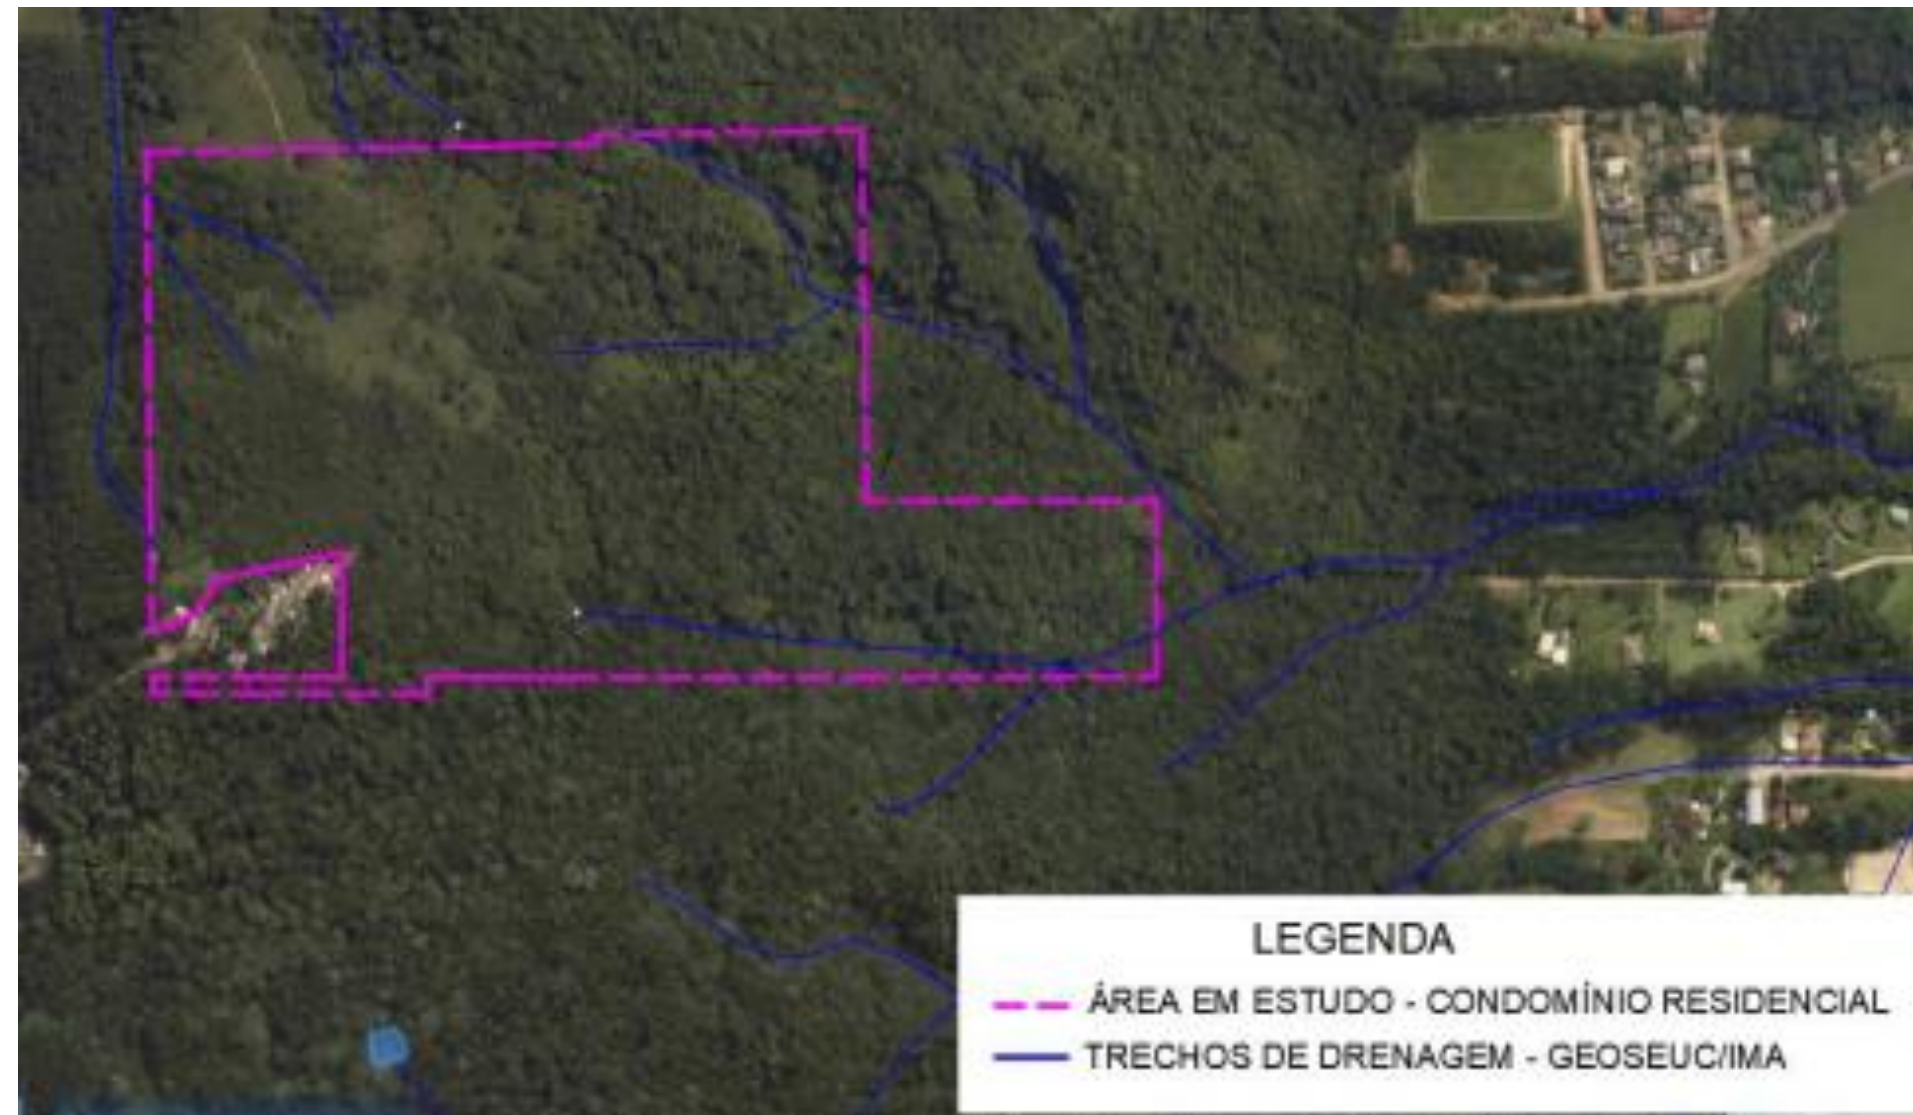 LEGENDA
ÁREA EM ESTUDO - CONDOMÍNIO RESIDENCIAL
TRECHOS DE DRENAGEM - GEOSEUC/IMA